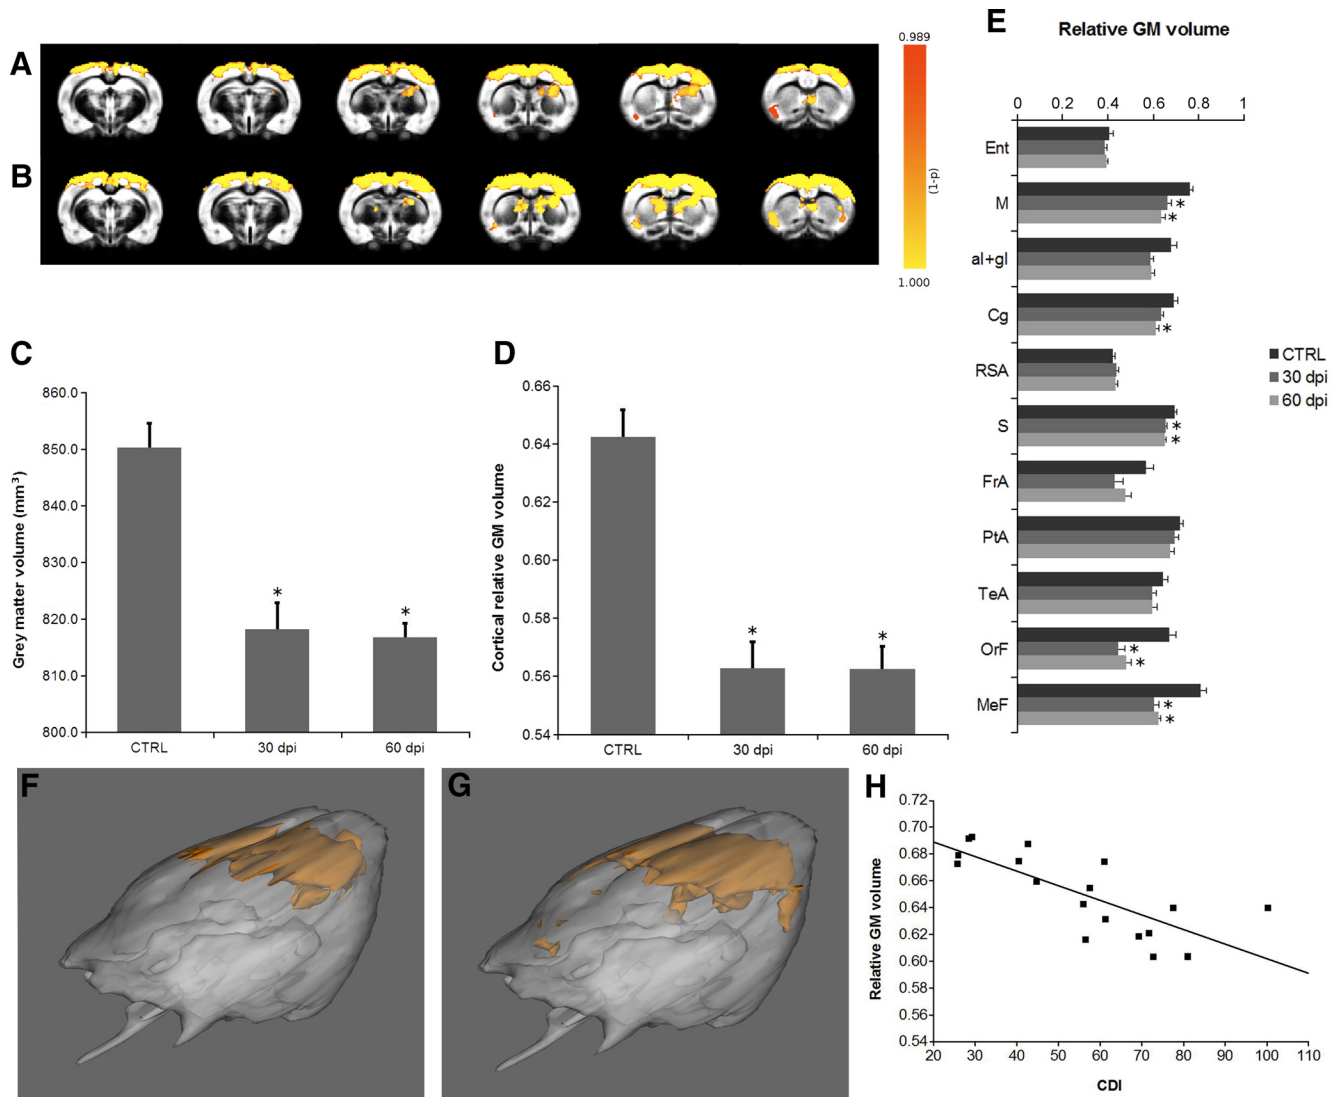 A
B
0.989
(1-p)
1.000
C
860.0
850.0
840.0
830.0
820.0
810.0
800.0
Grey matter volume (mm³)
*
*
CTRL
30 dpi
60 dpi
D
0.66
0.64
0.62
0.60
0.58
0.56
0.54
Cortical relative GM volume
*
*
CTRL
30 dpi
60 dpi
E
Relative GM volume
0 0.2 0.4 0.6 0.8 1
Ent
M
*
*
aI+gI
Cg
*
RSA
S
*
*
FrA
PtA
TeA
OrF
*
*
MeF
*
*
CTRL
30 dpi
60 dpi
F
G
H
0.72
0.70
0.68
0.66
0.64
0.62
0.60
0.58
0.56
0.54
Relative GM volume
20 30 40 50 60 70 80 90 100 110
CDI